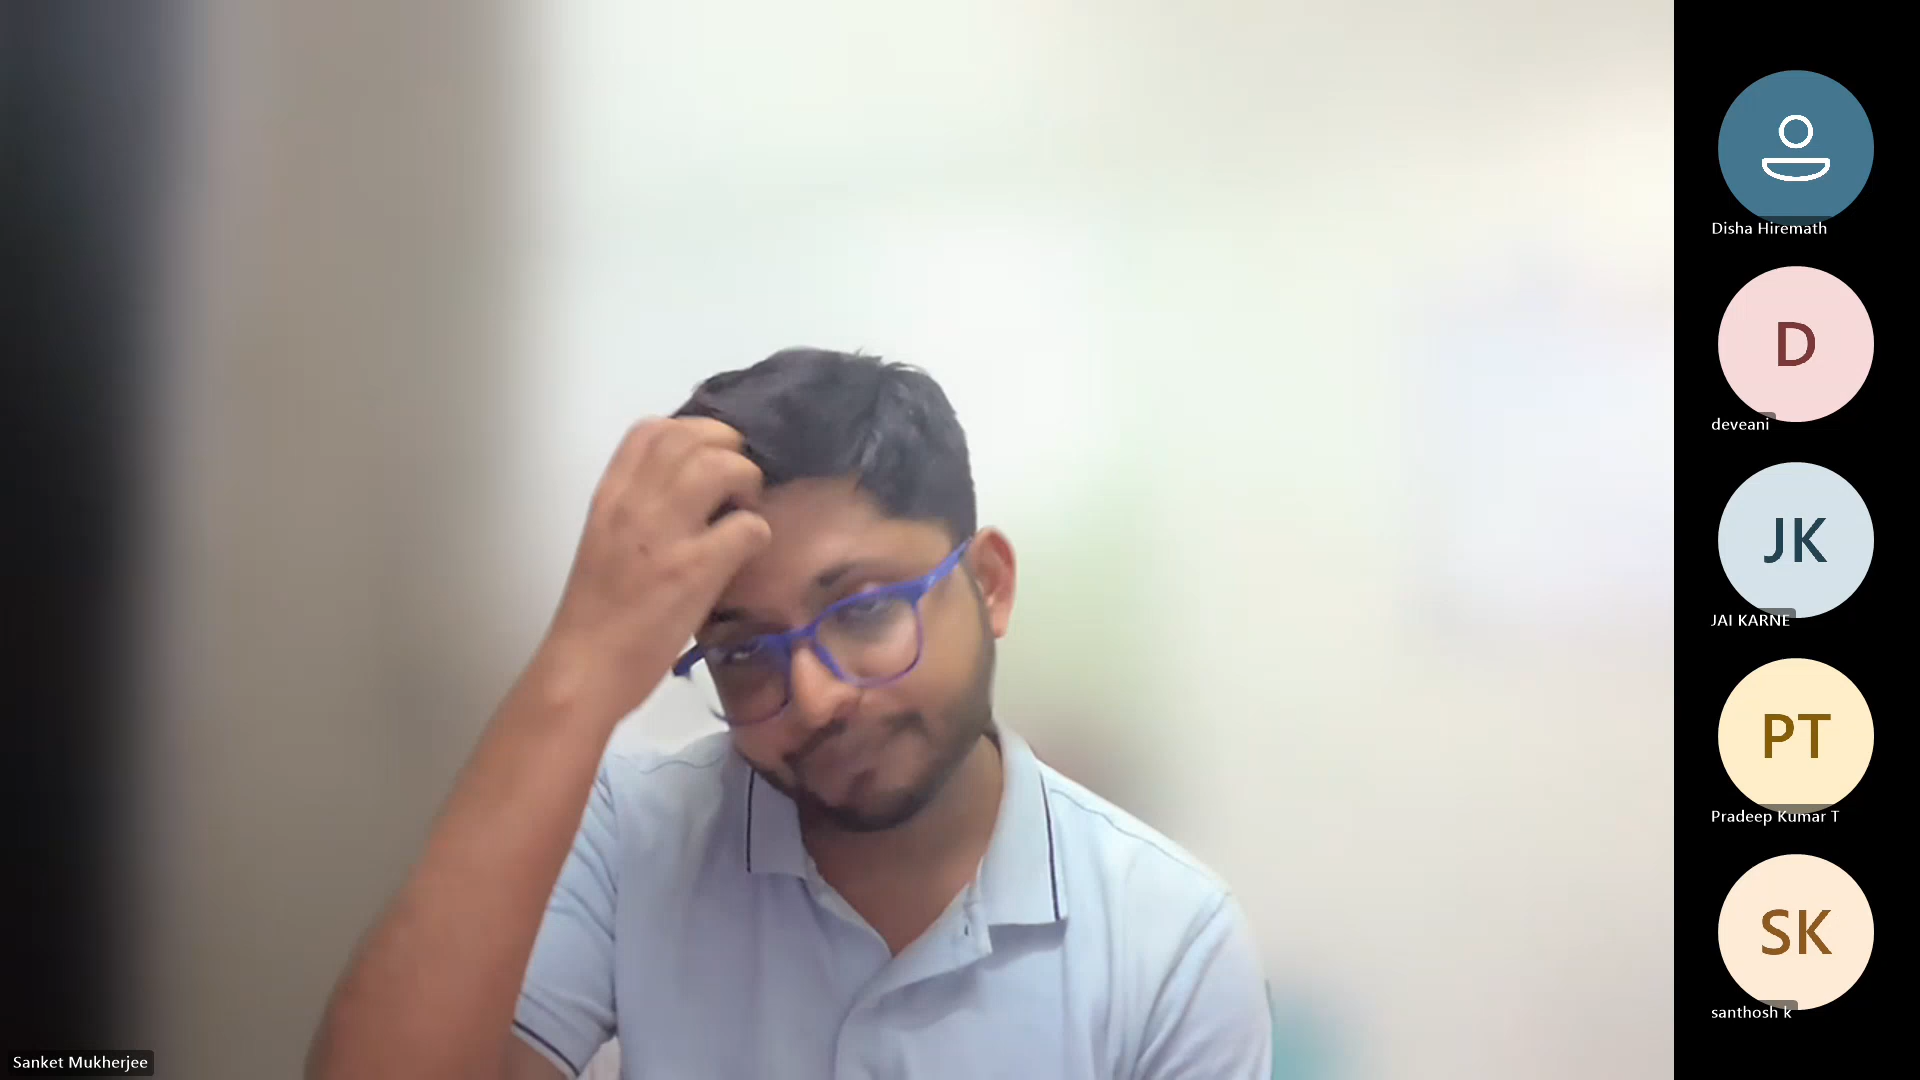 Disha Hiremath
D
deveani
JK
JAI KARNE
PT
Pradeep Kumar T
SK
santhosh k
Sanket Mukherjee